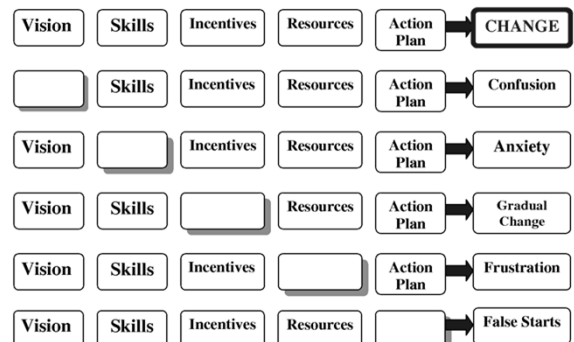 Vision Skills Incentives Resources Action Plan CHANGE
Skills Incentives Resources Action Plan Confusion
Vision Incentives Resources Action Plan Anxiety
Vision Skills Resources Action Plan Gradual Change
Vision Skills Incentives Action Plan Frustration
Vision Skills Incentives Resources False Starts